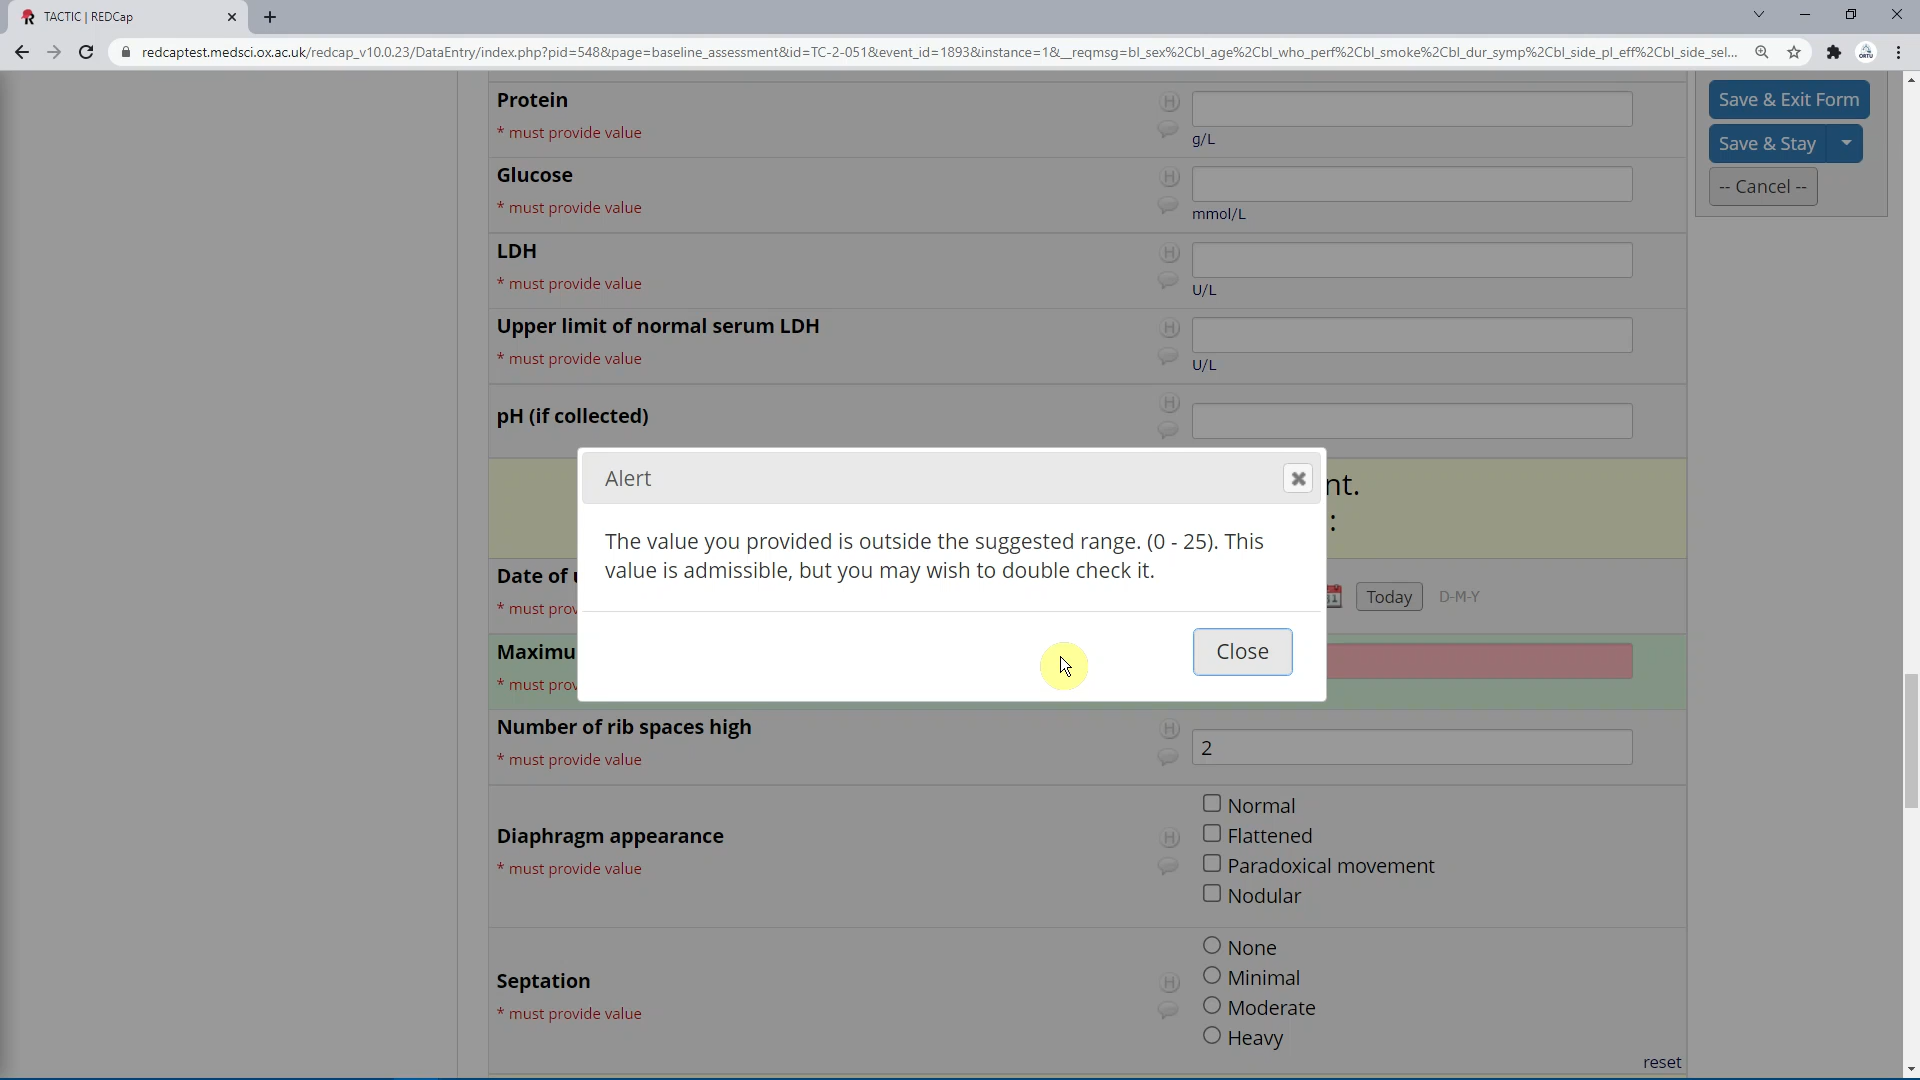 TACTIC | REDCap
redcaptest.medsci.ox.ac.uk/redcap_v10.0.23/DataEntry/index.php?pid=548&page=baseline_assessment&id=TC-2-051&event_id=1893&instance=1&__reqmsg=bl_sex%2Cbl_age%2Cbl_who_perf%2Cbl_smoke%2Cbl_dur_symp%2Cbl_side_pl_eff%2Cbl_side_sel...
Protein
* must provide value
g/L
Glucose
* must provide value
mmol/L
LDH
* must provide value
U/L
Upper limit of normal serum LDH
* must provide value
U/L
pH (if collected)
Save & Exit Form
Save & Stay
-- Cancel --
nt.
:
Alert
The value you provided is outside the suggested range. (0 - 25). This
value is admissible, but you may wish to double check it.
Close
Date of u
* must prov
Today D-M-Y
Maximu
* must prov
Number of rib spaces high
* must provide value
2
Diaphragm appearance
* must provide value
Normal
Flattened
Paradoxical movement
Nodular
Septation
* must provide value
None
Minimal
Moderate
Heavy
reset